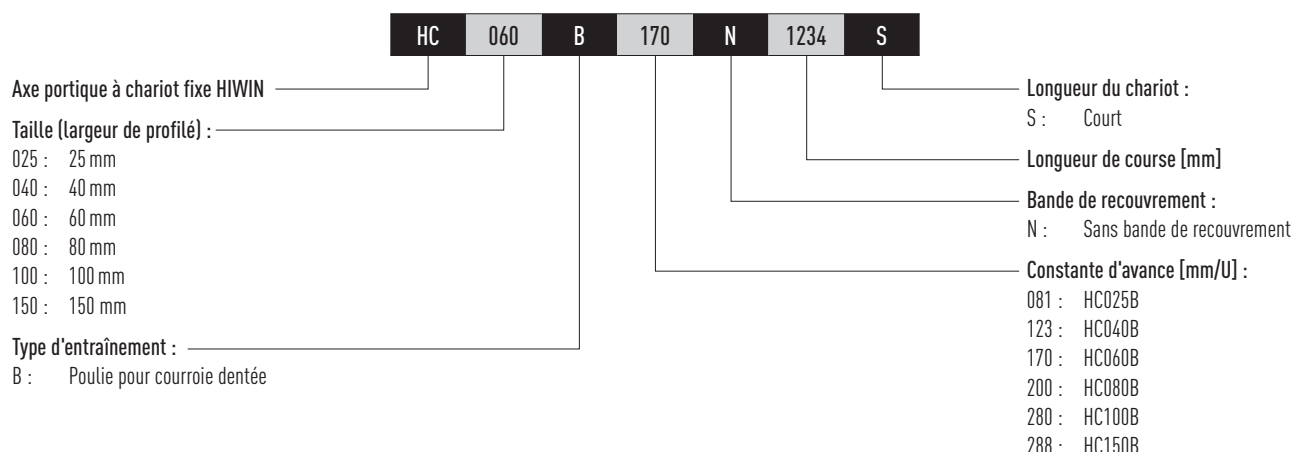 HC 060 B 170 N 1234 S
Axe portique à chariot fixe HIWIN
Taille (largeur de profilé) :
025 : 25 mm
040 : 40 mm
060 : 60 mm
080 : 80 mm
100 : 100 mm
150 : 150 mm
Type d'entraînement :
B : Poulie pour courroie dentée
Longueur du chariot :
S : Court
Longueur de course [mm]
Bande de recouvrement :
N : Sans bande de recouvrement
Constante d'avance [mm/U] :
081 : HC025B
123 : HC040B
170 : HC060B
200 : HC080B
280 : HC100B
288 : HC150B